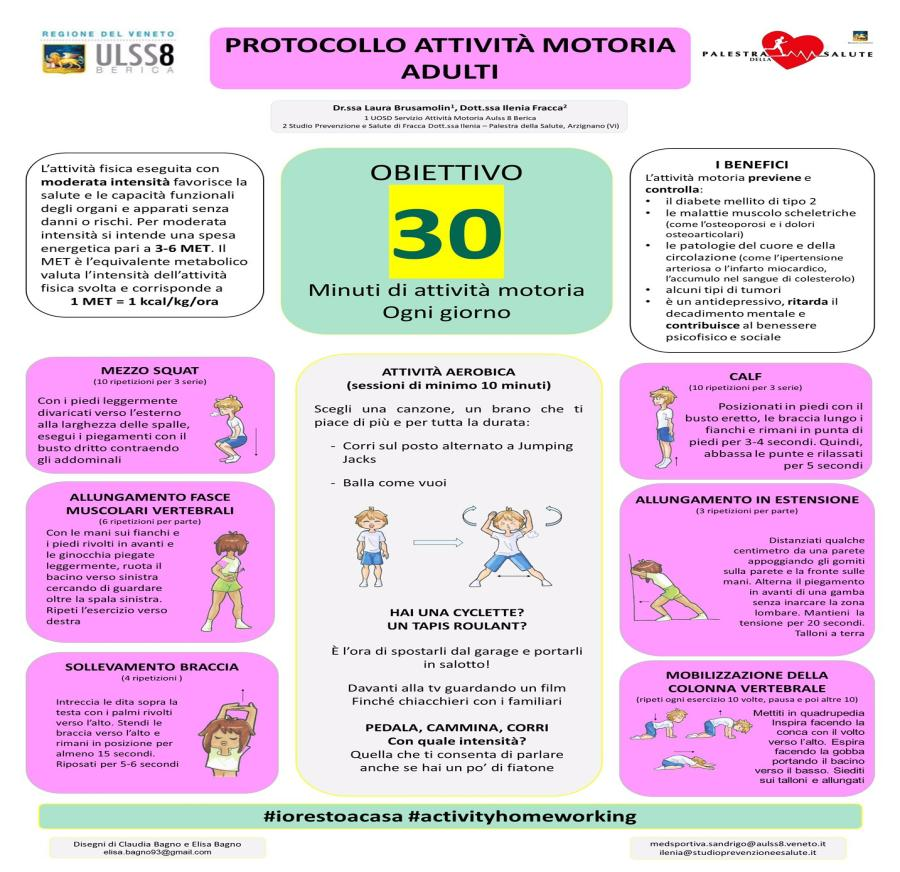 REGIONE DEL VENETO
ULSS8
BERICA
PROTOCOLLO ATTIVITÀ MOTORIA
ADULTI
PALESTRA DELLA SALUTE
Dr.ssa Laura Brusamolin¹, Dott.ssa Ilenia Fracca²
1 UOSD Servizio Attività Motoria Aulss 8 Berica
2 Studio Prevenzione e Salute di Fracca Dott.ssa Ilenia – Palestra della Salute, Arzignano (VI)
L’attività fisica eseguita con
moderata intensità favorisce la
salute e le capacità funzionali
degli organi e apparati senza
danni o rischi. Per moderata
intensità si intende una spesa
energetica pari a 3-6 MET. Il
MET è l’equivalente metabolico
valuta l’intensità dell’attività
fisica svolta e corrisponde a
1 MET = 1 kcal/kg/ora
OBIETTIVO
30
Minuti di attività motoria
Ogni giorno
I BENEFICI
L’attività motoria previene e
controlla:
• il diabete mellito di tipo 2
• le malattie muscolo scheletriche
(come l’osteoporosi e i dolori
osteoarticolari)
• le patologie del cuore e della
circolazione (come l’ipertensione
arteriosa o l’infarto miocardico,
l’accumulo nel sangue di colesterolo)
• alcuni tipi di tumori
• è un antidepressivo, ritarda il
decadimento mentale e
contribuisce al benessere
psicofisico e sociale
MEZZO SQUAT
(10 ripetizioni per 3 serie)
Con i piedi leggermente
divaricati verso l’esterno
alla larghezza delle spalle,
esegui i piegamenti con il
busto dritto contraendo
gli addominali
ALLUNGAMENTO FASCE
MUSCOLARI VERTEBRALI
(6 ripetizioni per parte)
Con le mani sui fianchi e
i piedi rivolti in avanti e
le ginocchia piegate
leggermente, ruota il
bacino verso sinistra
cercando di guardare
oltre la spala sinistra.
Ripeti l’esercizio verso
destra
SOLLEVAMENTO BRACCIA
(4 ripetizioni )
Intreccia le dita sopra la
testa con i palmi rivolti
verso l’alto. Stendi le
braccia verso l’alto e
rimani in posizione per
almeno 15 secondi.
Riposati per 5-6 secondi
ATTIVITÀ AEROBICA
(sessioni di minimo 10 minuti)
Scegli una canzone, un brano che ti
piace di più e per tutta la durata:
- Corri sul posto alternato a Jumping
Jacks
- Balla come vuoi
HAI UNA CYCLETTE?
UN TAPIS ROULANT?
È l’ora di spostarli dal garage e portarli
in salotto!
Davanti alla tv guardando un film
Finché chiacchieri con i familiari
PEDALA, CAMMINA, CORRI
Con quale intensità?
Quella che ti consenta di parlare
anche se hai un po’ di fiatone
CALF
(10 ripetizioni per 3 serie)
Posizionati in piedi con il
busto eretto, le braccia lungo i
fianchi e rimani in punta di
piedi per 3-4 secondi. Quindi,
abbassa le punte e rilassati
per 5 secondi
ALLUNGAMENTO IN ESTENSIONE
(3 ripetizioni per parte)
Distanziati qualche
centimetro da una parete
appoggiando gli gomiti
sulla parete e la fronte sulle
mani. Alterna il piegamento
in avanti di una gamba
senza inarcare la zona
lombare. Mantieni la
tensione per 20 secondi.
Talloni a terra
MOBILIZZAZIONE DELLA
COLONNA VERTEBRALE
(ripeti ogni esercizio 10 volte, pausa e poi altre 10)
Mettiti in quadrupedia
Inspira facendo la
conca con il volto
verso l’alto. Espira
facendo la gobba
portando il bacino
verso il basso. Siediti
sui talloni e allungati
#iorestoacasa #activityhomeworking
Disegni di Claudia Bagno e Elisa Bagno
elisa.bagno93@gmail.com
medsportiva.sandrigo@aulss8.veneto.it
ilenia@studioprevenzioneesalute.it